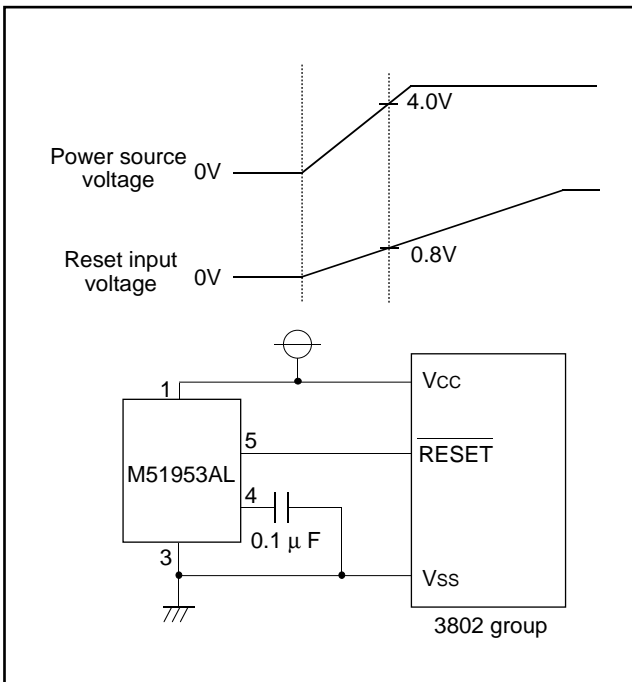 4.0V
Power source
voltage
0V
0.8V
Reset input
voltage
0V
1
VCC
5
RESET
M51953AL
4
0.1 μ F
3
VSS
3802 group